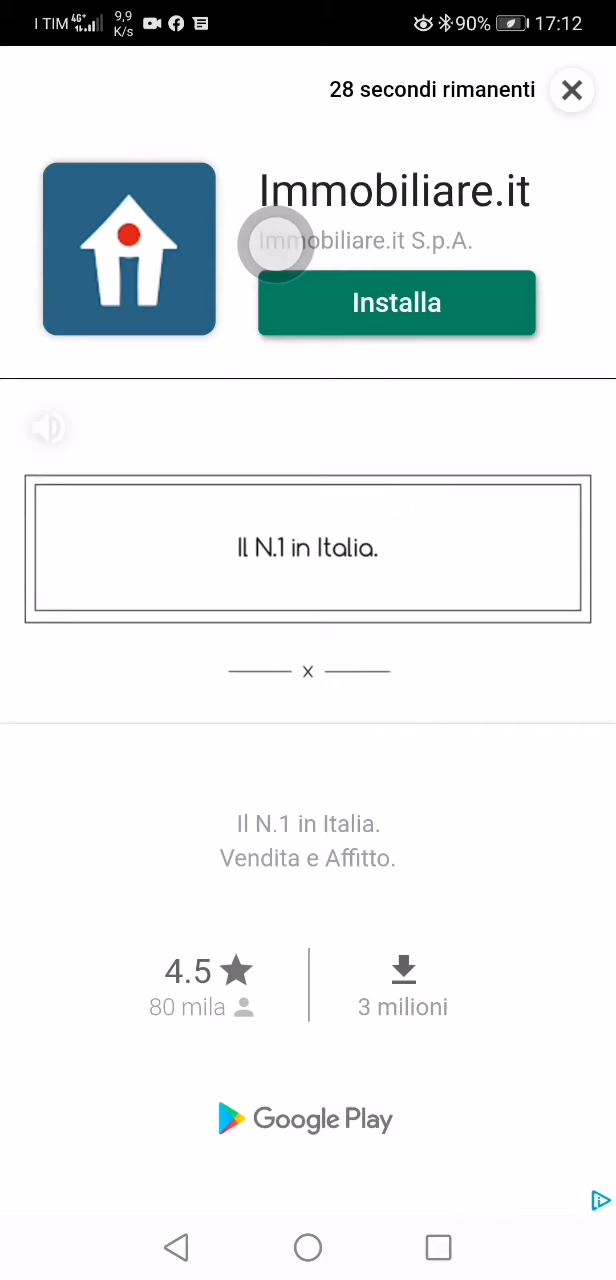 I TIM 4G+ 9,9 K/s 90% 17:12
28 secondi rimanenti
Immobiliare.it
Immobiliare.it S.p.A.
Installa
Il N.1 in Italia.
x
Il N.1 in Italia.
Vendita e Affitto.
4.5
80 mila
3 milioni
Google Play